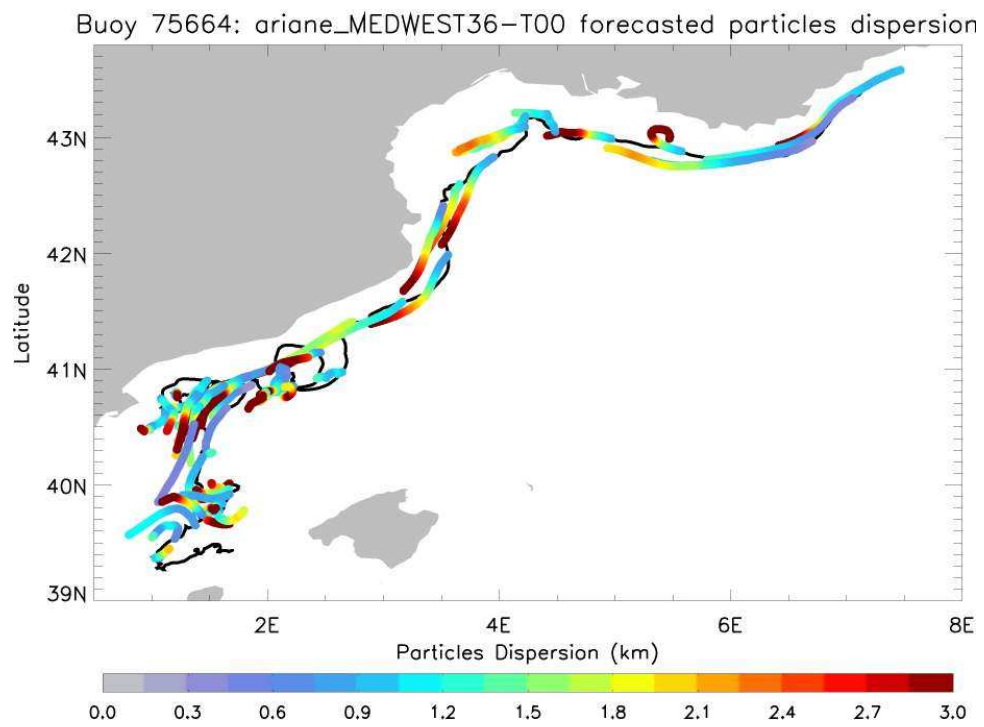 Buoy 75664: ariane_MEDWEST36-T00 forecasted particles dispersion
43N
42N
Latitude
41N
40N
39N
2E 4E 6E 8E
Particles Dispersion (km)
0.0 0.3 0.6 0.9 1.2 1.5 1.8 2.1 2.4 2.7 3.0